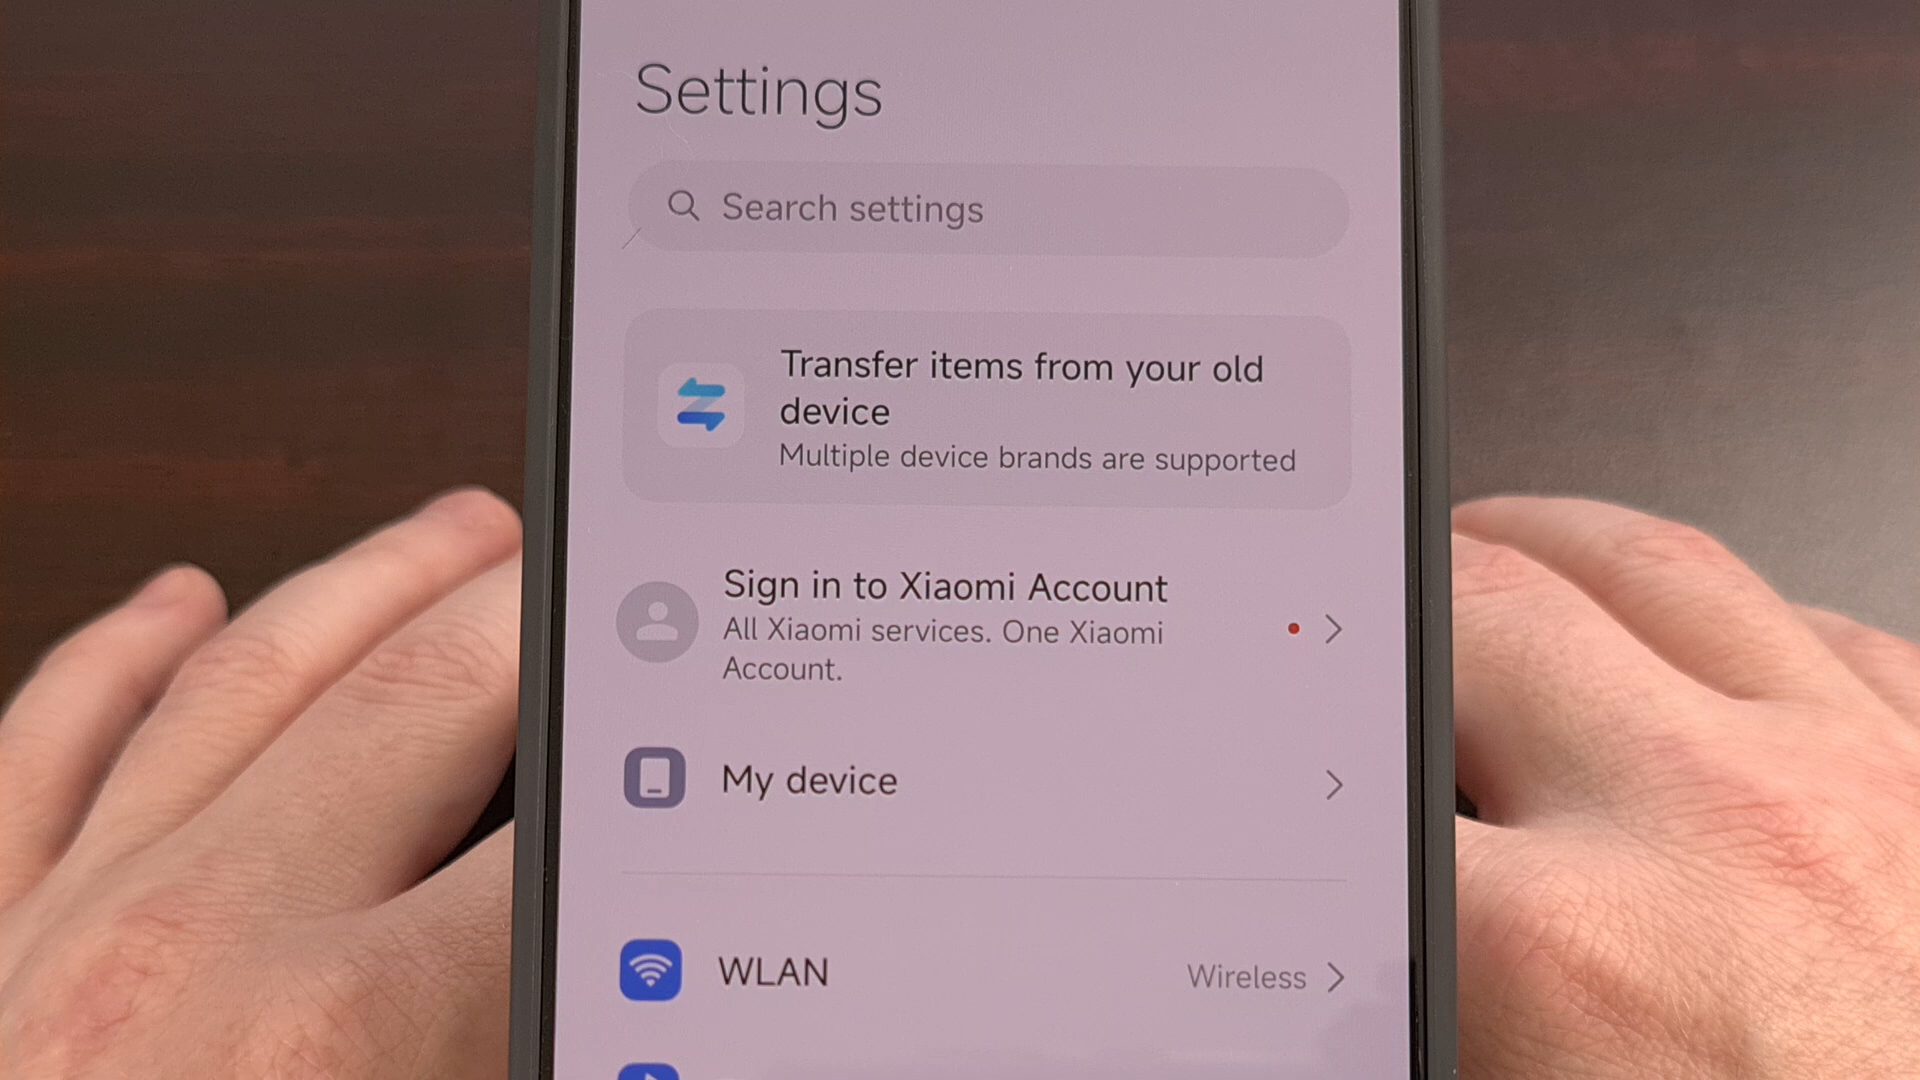 Settings
Search settings
Transfer items from your old
device
Multiple device brands are supported
Sign in to Xiaomi Account
All Xiaomi services. One Xiaomi
Account.
My device
WLAN
Wireless